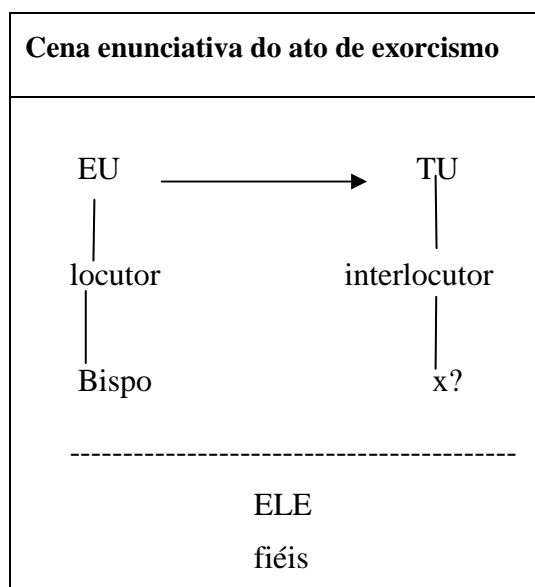 Cena enunciativa do ato de exorcismo
EU TU
locutor interlocutor
Bispo x?
ELE
fiéis